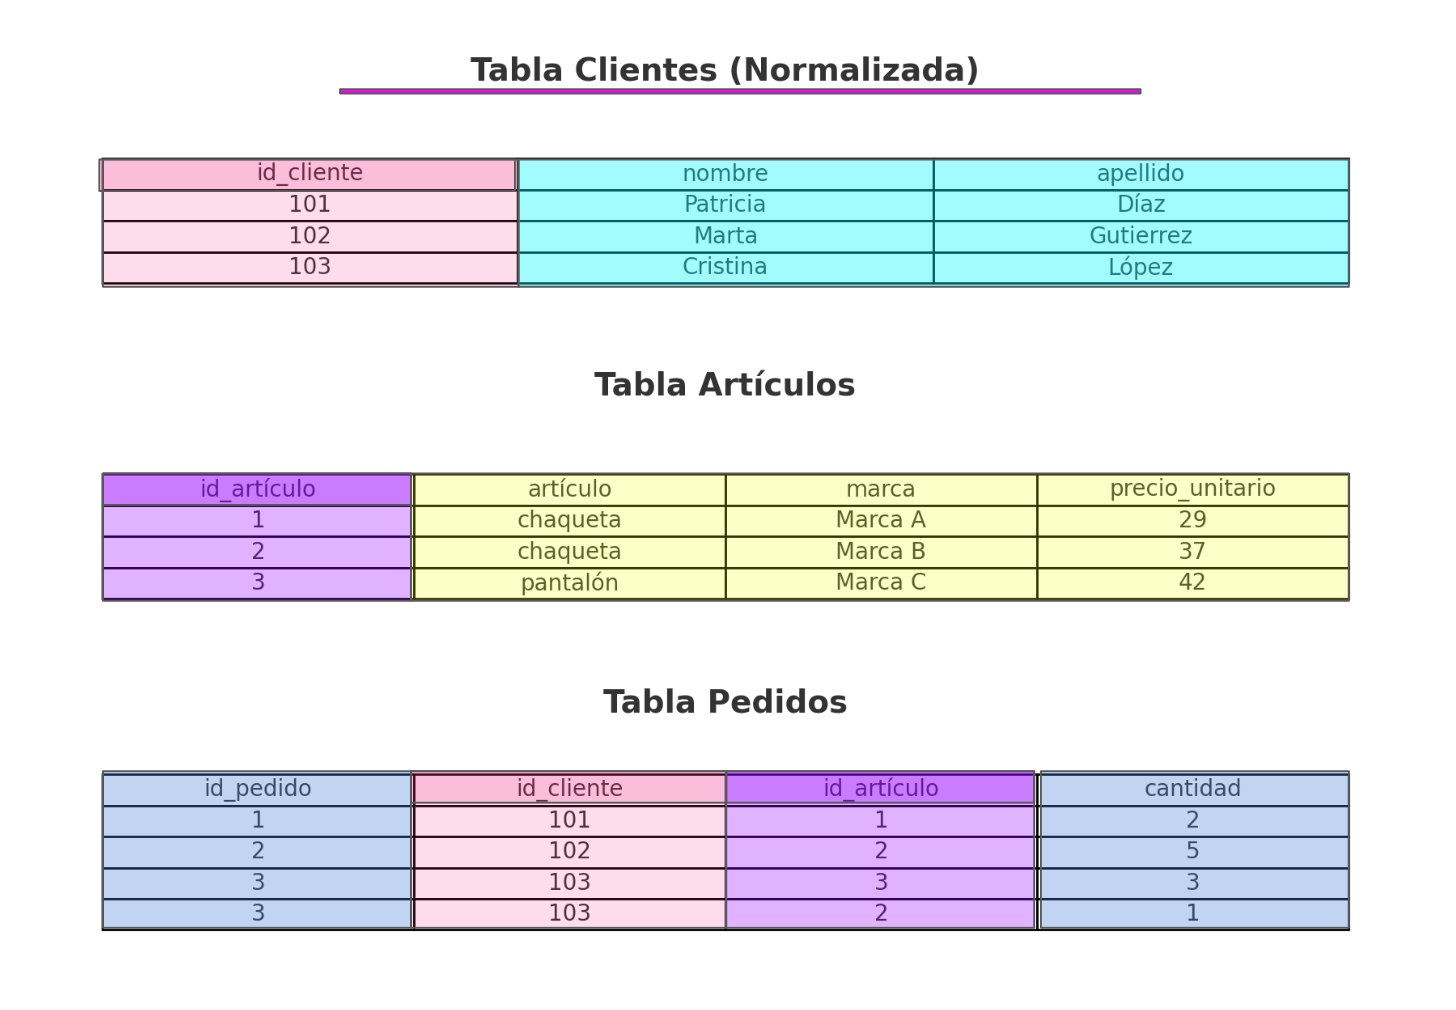 Tabla Clientes (Normalizada)
id_cliente nombre apellido
101 Patricia Díaz
102 Marta Gutierrez
103 Cristina López
Tabla Artículos
id_artículo artículo marca precio_unitario
1 chaqueta Marca A 29
2 chaqueta Marca B 37
3 pantalón Marca C 42
Tabla Pedidos
id_pedido id_cliente id_artículo cantidad
1 101 1 2
2 102 2 5
3 103 3 3
3 103 2 1